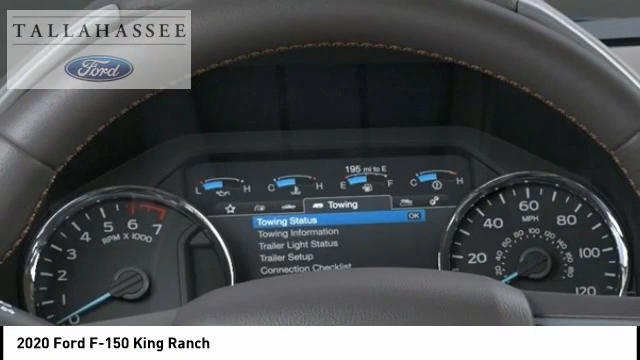 TALLAHASSEE
Ford
195 mi to E
L H C H E F C H
Towing
Towing Status OK
Towing Information
Trailer Light Status
Trailer Setup
Connection Checklist
0 1 2 3 4 5 6 7
RPM X 1000
20 40 60 80 100 120
MPH
2020 Ford F-150 King Ranch